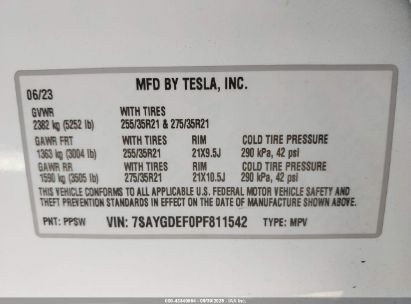 MFD BY TESLA, INC.
06/23
GVWR WITH TIRES
2382 kg (5252 lb) 255/35R21 & 275/35R21
GAWR FRT WITH TIRES RIM COLD TIRE PRESSURE
1363 kg (3004 lb) 255/35R21 21X9.5J 290 kPa, 42 psi
GAWR RR WITH TIRES RIM COLD TIRE PRESSURE
1590 kg (3505 lb) 275/35R21 21X10.5J 290 kPa, 42 psi
THIS VEHICLE CONFORMS TO ALL APPLICABLE U.S. FEDERAL MOTOR VEHICLE SAFETY AND
THEFT PREVENTION STANDARDS IN EFFECT ON THE DATE OF MANUFACTURE SHOWN ABOVE.
PNT: PPSW VIN: 7SAYGDEF0PF811542 TYPE: MPV